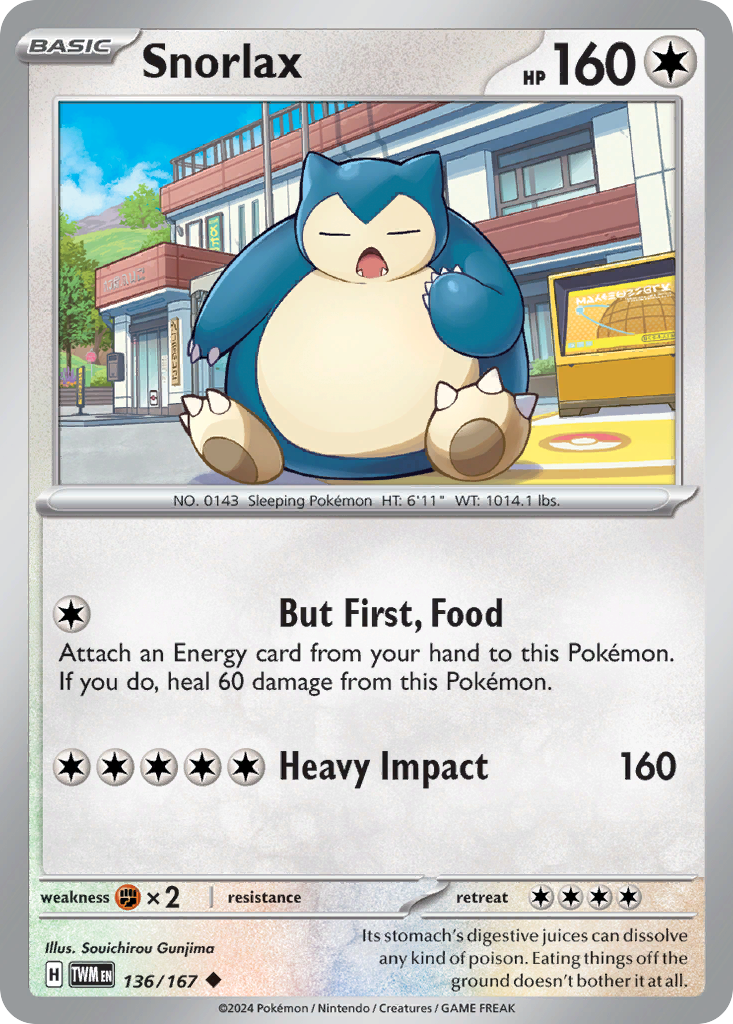 BASIC
Snorlax
HP 160
NO. 0143 Sleeping Pokémon HT: 6'11" WT: 1014.1 lbs.
But First, Food
Attach an Energy card from your hand to this Pokémon.
If you do, heal 60 damage from this Pokémon.
Heavy Impact 160
weakness ×2 resistance retreat
Illus. Souichirou Gunjima
H TWM EN 136/167
Its stomach's digestive juices can dissolve
any kind of poison. Eating things off the
ground doesn't bother it at all.
©2024 Pokémon / Nintendo / Creatures / GAME FREAK